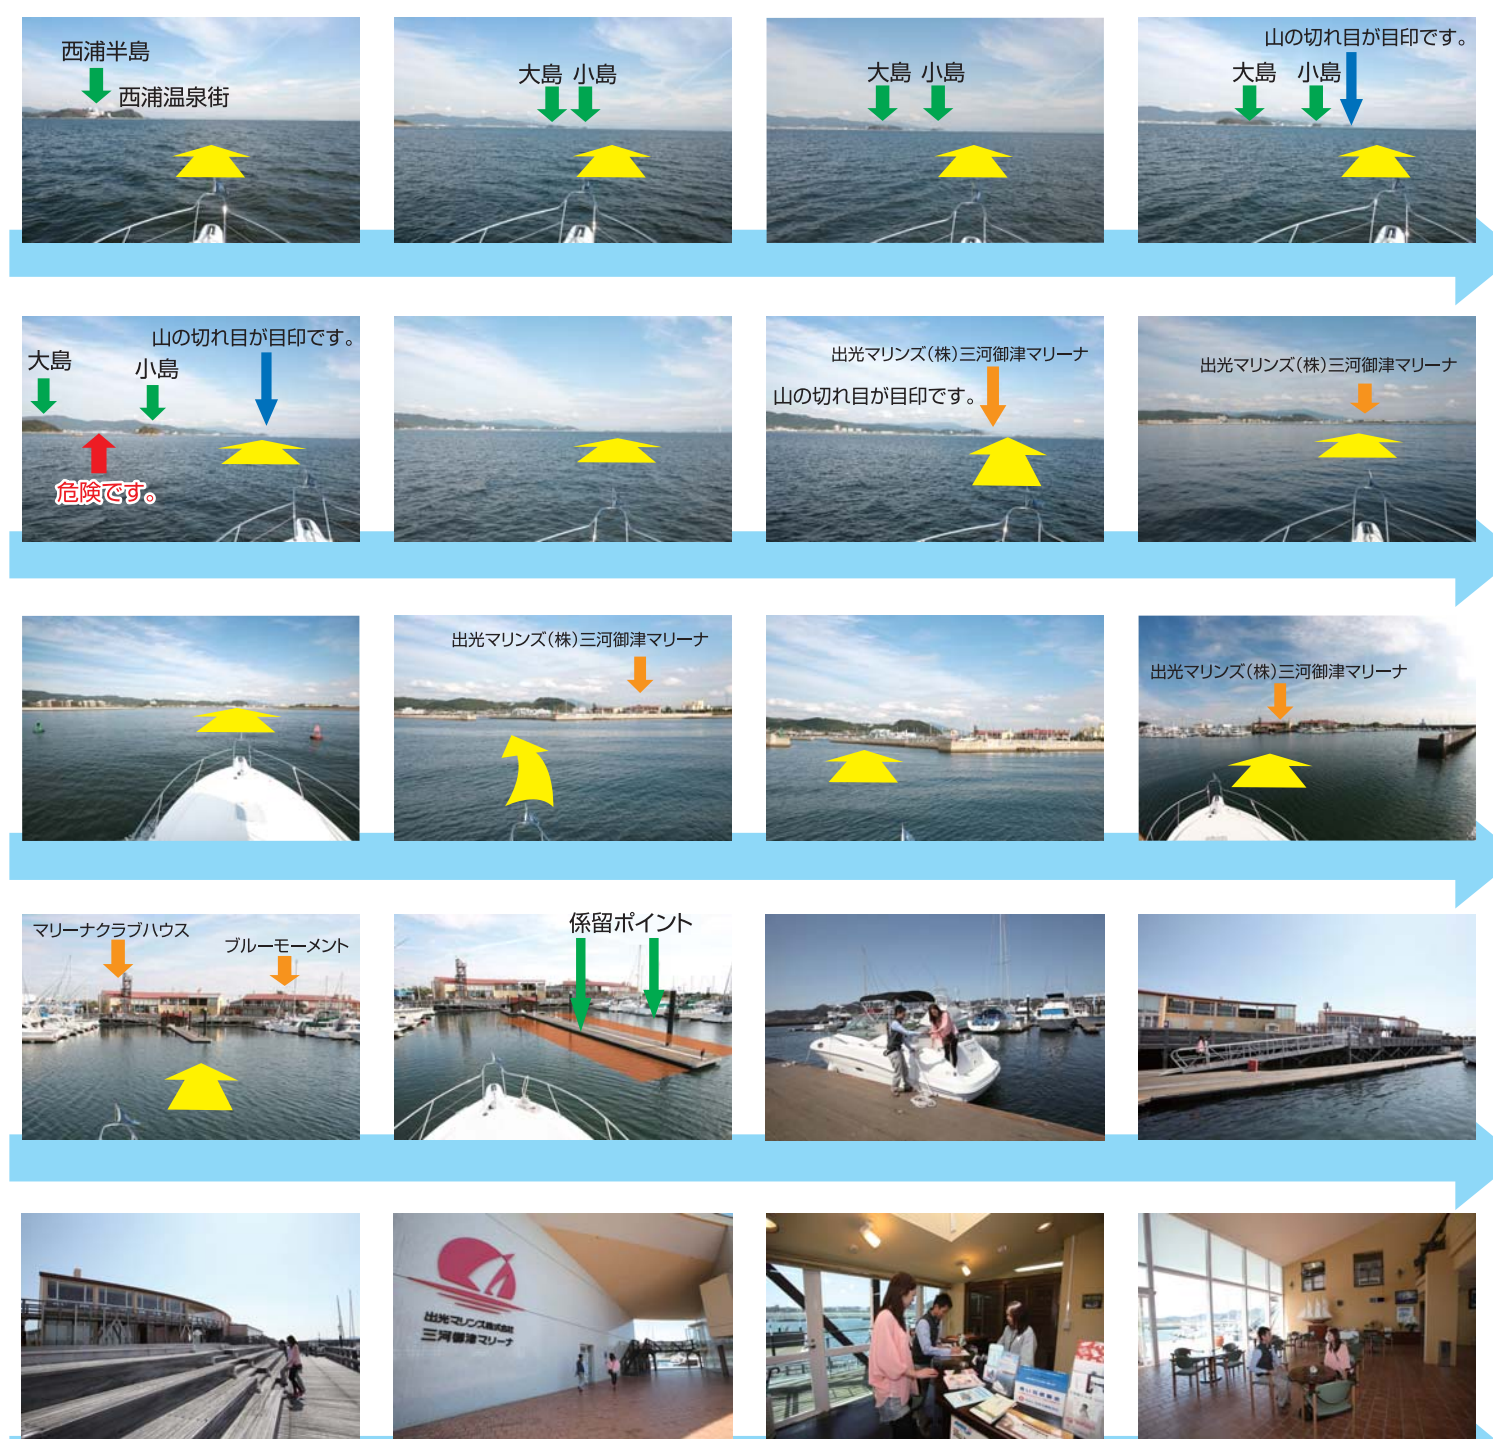 西浦半島
西浦温泉街
大島 小島
大島 小島
山の切れ目が目印です。
大島 小島
大島
小島
山の切れ目が目印です。
危険です。
出光マリンズ(株)三河御津マリーナ
山の切れ目が目印です。
出光マリンズ(株)三河御津マリーナ
出光マリンズ(株)三河御津マリーナ
出光マリンズ(株)三河御津マリーナ
マリーナクラブハウス
ブルーモーメント
係留ポイント
出光マリンズ株式会社
三河御津マリーナ